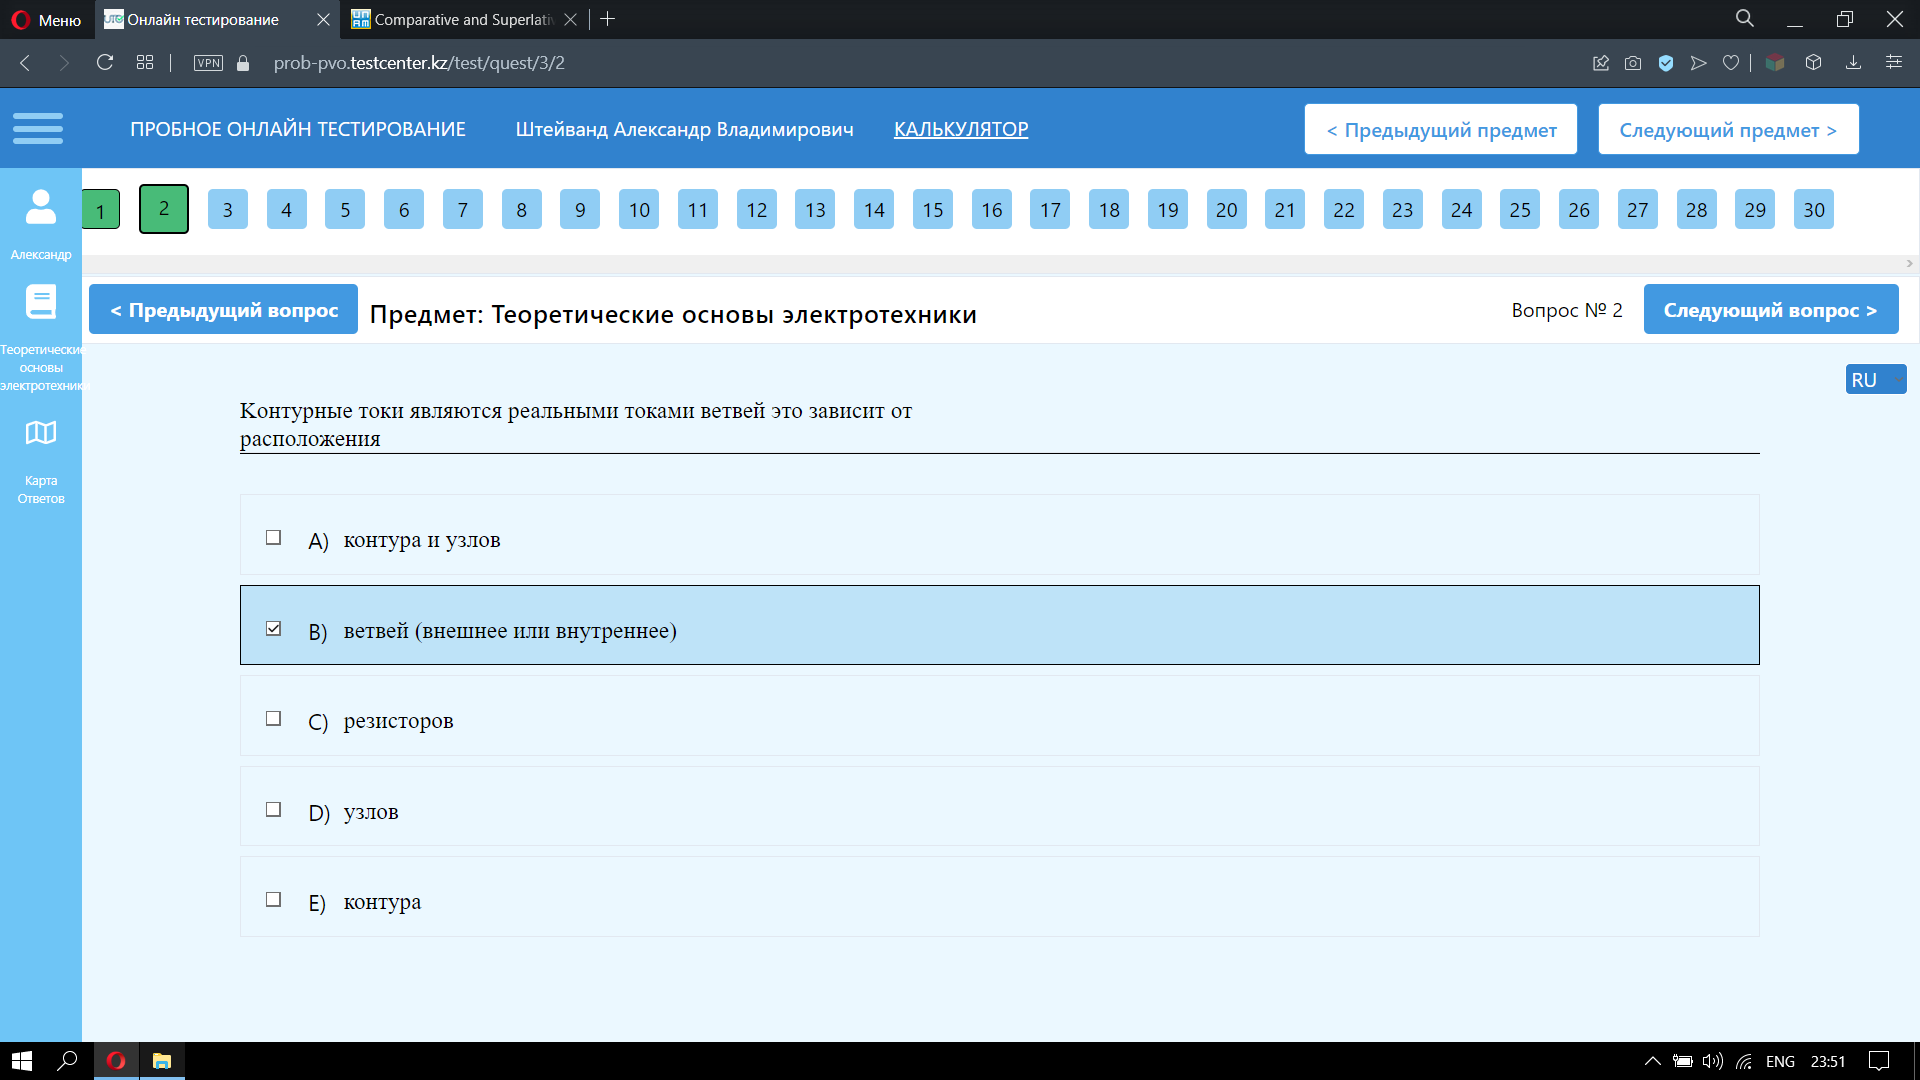 Меню
Онлайн тестирование
Comparative and Superlati
VPN
prob-pvo.testcenter.kz/test/quest/3/2
ПРОБНОЕ ОНЛАЙН ТЕСТИРОВАНИЕ
Штейванд Александр Владимирович
КАЛЬКУЛЯТОР
< Предыдущий предмет
Следующий предмет >
1 2 3 4 5 6 7 8 9 10 11 12 13 14 15 16 17 18 19 20 21 22 23 24 25 26 27 28 29 30
Александр
Теоретические
основы
электротехники
Карта
Ответов
< Предыдущий вопрос
Предмет: Теоретические основы электротехники
Вопрос № 2
Следующий вопрос >
RU
Контурные токи являются реальными токами ветвей это зависит от
расположения
A) контура и узлов
B) ветвей (внешнее или внутреннее)
C) резисторов
D) узлов
E) контура
ENG
23:51